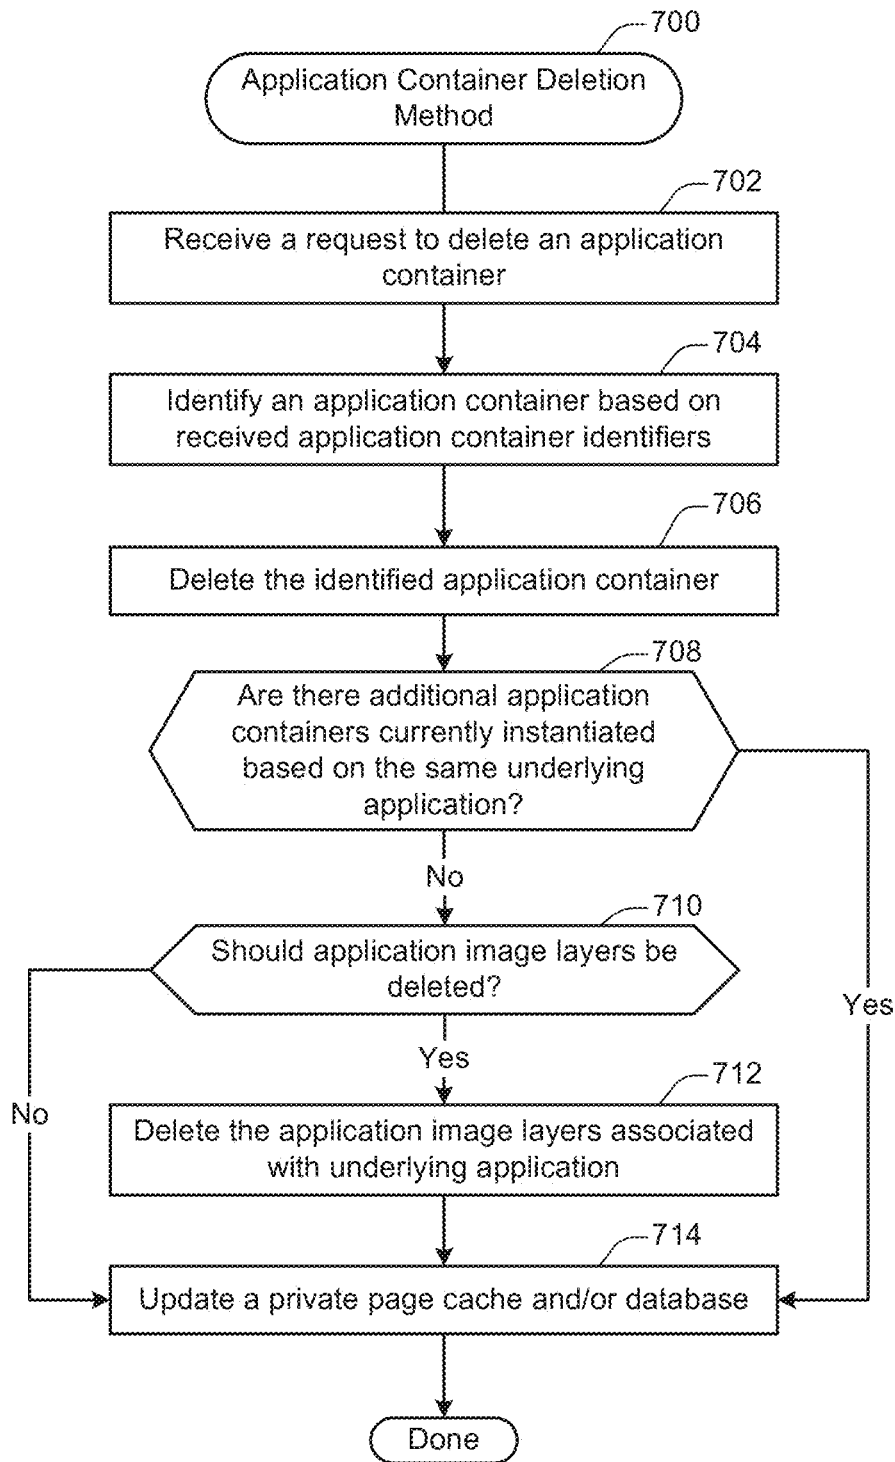 700
Application Container Deletion
Method
702
Receive a request to delete an application
container
704
Identify an application container based on
received application container identifiers
706
Delete the identified application container
708
Are there additional application
containers currently instantiated
based on the same underlying
application?
No
710
Should application image layers be
deleted?
Yes
Yes
No
712
Delete the application image layers associated
with underlying application
714
Update a private page cache and/or database
Done